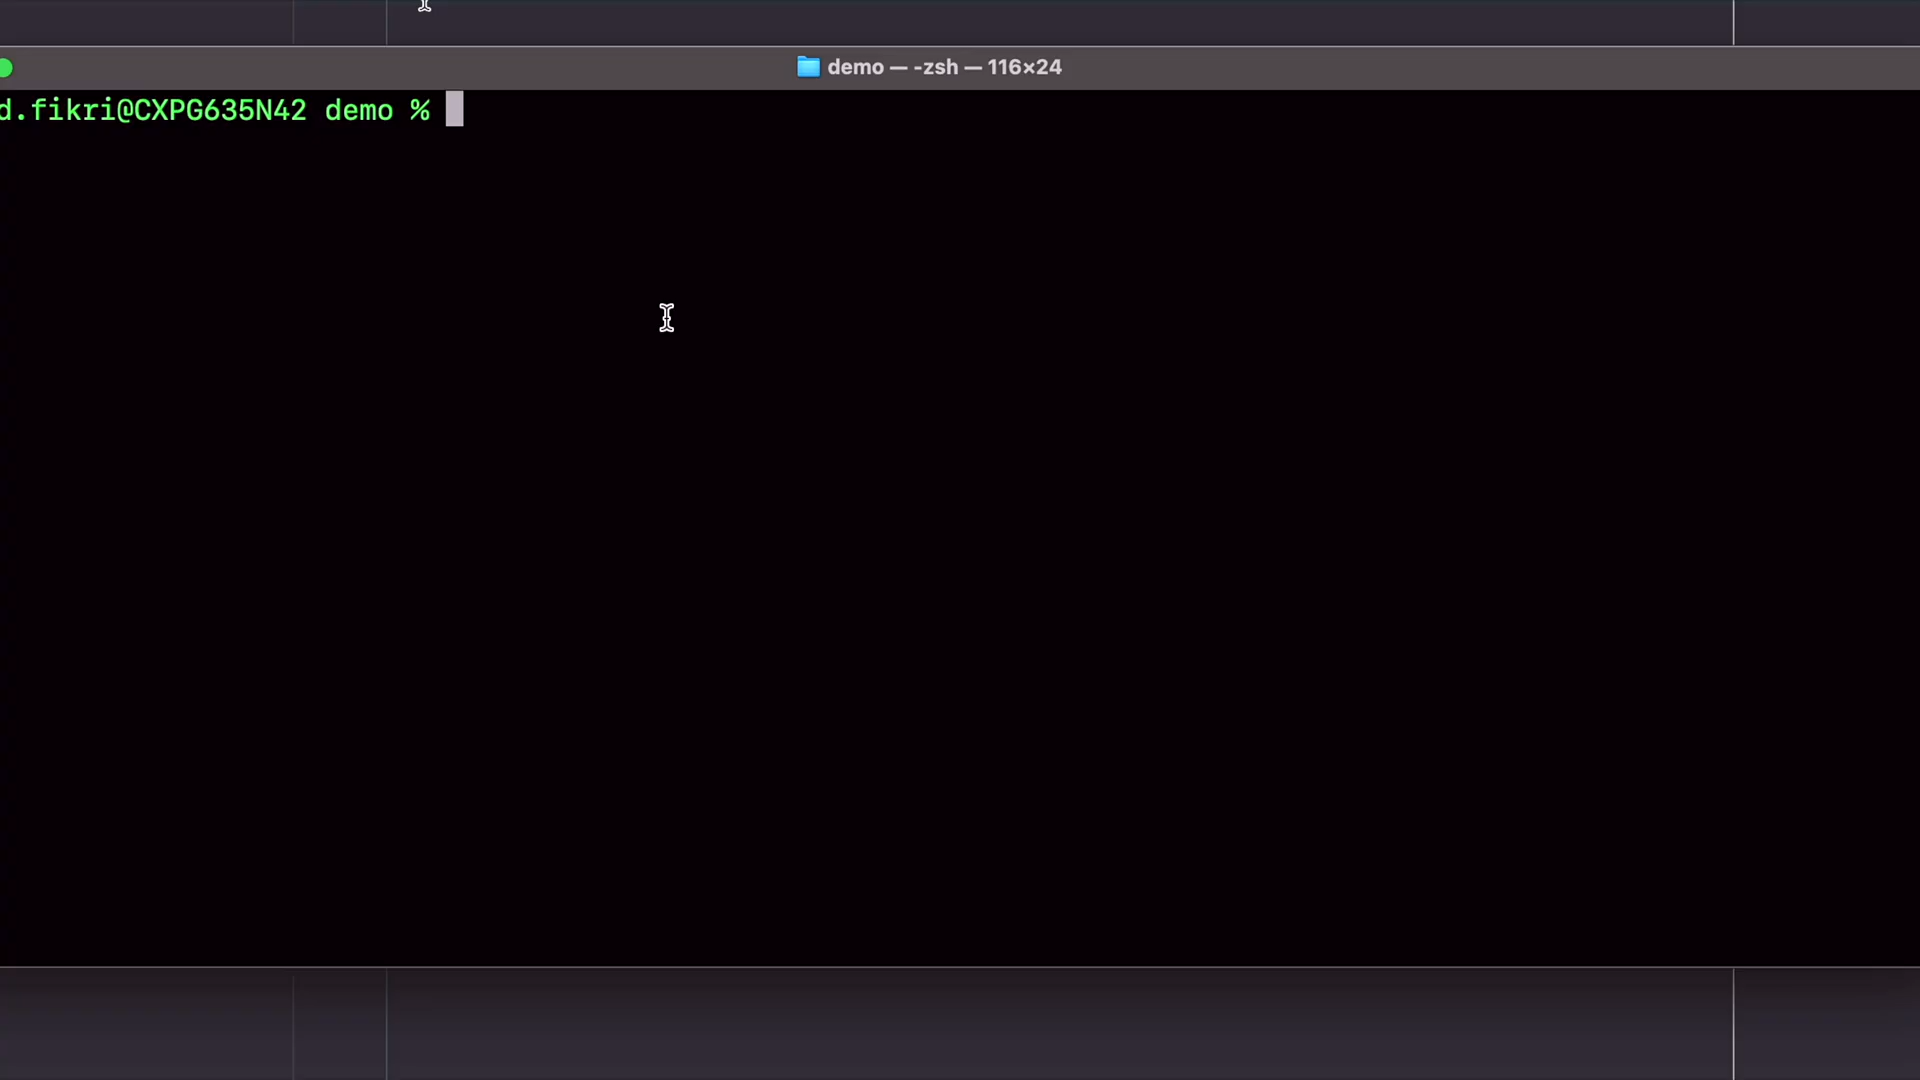 demo — -zsh — 116×24
d.fikri@CXPG635N42 demo %